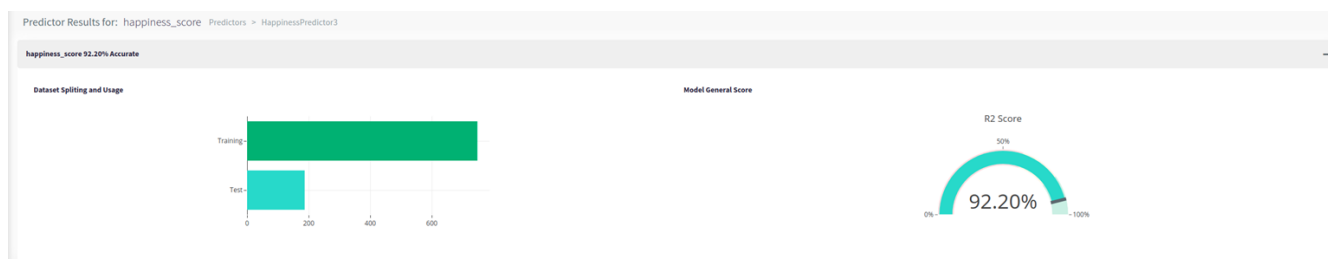 Predictor Results for: happiness_score Predictors > HappinessPredictor3
happiness_score 92.20% Accurate
Dataset Spliting and Usage
Model General Score
Training
Test
0 200 400 600
R2 Score
50%
92.20%
0%
100%